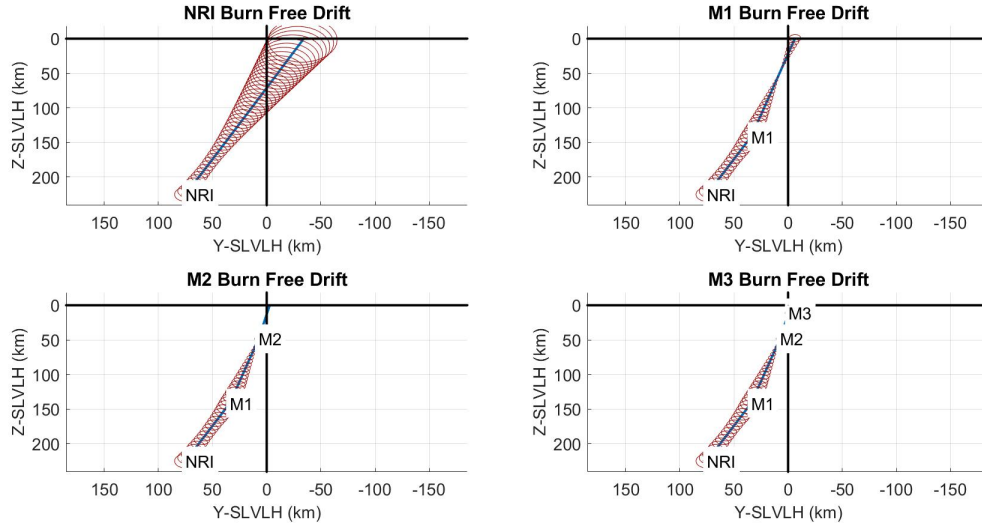 NRI Burn Free Drift
0
50
100
150
200
Z-SLVLH (km)
NRI
150 100 50 0 -50 -100 -150
Y-SLVLH (km)
M1 Burn Free Drift
0
50
100
150
200
Z-SLVLH (km)
M1
NRI
150 100 50 0 -50 -100 -150
Y-SLVLH (km)
M2 Burn Free Drift
0
50
100
150
200
Z-SLVLH (km)
M2
M1
NRI
150 100 50 0 -50 -100 -150
Y-SLVLH (km)
M3 Burn Free Drift
0
50
100
150
200
Z-SLVLH (km)
M3
M2
M1
NRI
150 100 50 0 -50 -100 -150
Y-SLVLH (km)